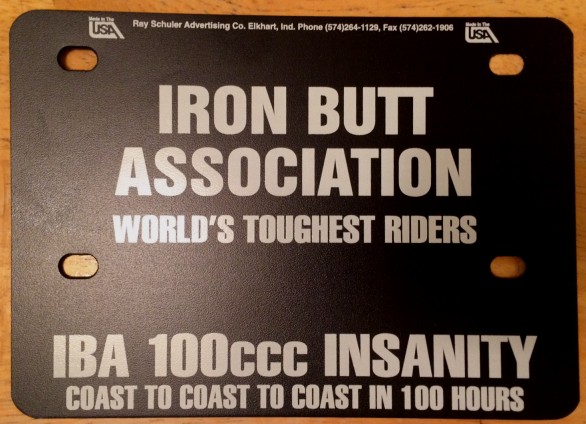 Made In The USA
Ray Schuler Advertising Co. Elkhart, Ind. Phone (574)264-1129, Fax (574)262-1906
Made In The USA
IRON BUTT
ASSOCIATION
WORLD'S TOUGHEST RIDERS
IBA 100ccc INSANITY
COAST TO COAST TO COAST IN 100 HOURS